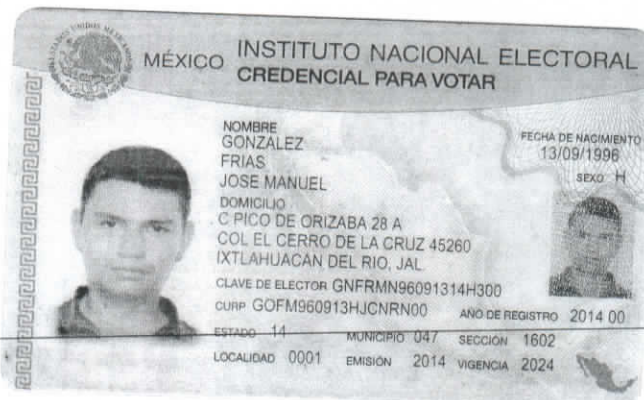 ESTADOS UNIDOS MEXICANOS
MÉXICO INSTITUTO NACIONAL ELECTORAL
CREDENCIAL PARA VOTAR
NOMBRE
GONZALEZ
FRIAS
JOSE MANUEL
FECHA DE NACIMIENTO
13/09/1996
SEXO H
DOMICILIO
C PICO DE ORIZABA 28 A
COL EL CERRO DE LA CRUZ 45260
IXTLAHUACAN DEL RIO, JAL.
CLAVE DE ELECTOR GNFRMN96091314H300
CURP GOFM960913HJCNRN00 AÑO DE REGISTRO 2014 00
ESTADO 14 MUNICIPIO 047 SECCIÓN 1602
LOCALIDAD 0001 EMISIÓN 2014 VIGENCIA 2024